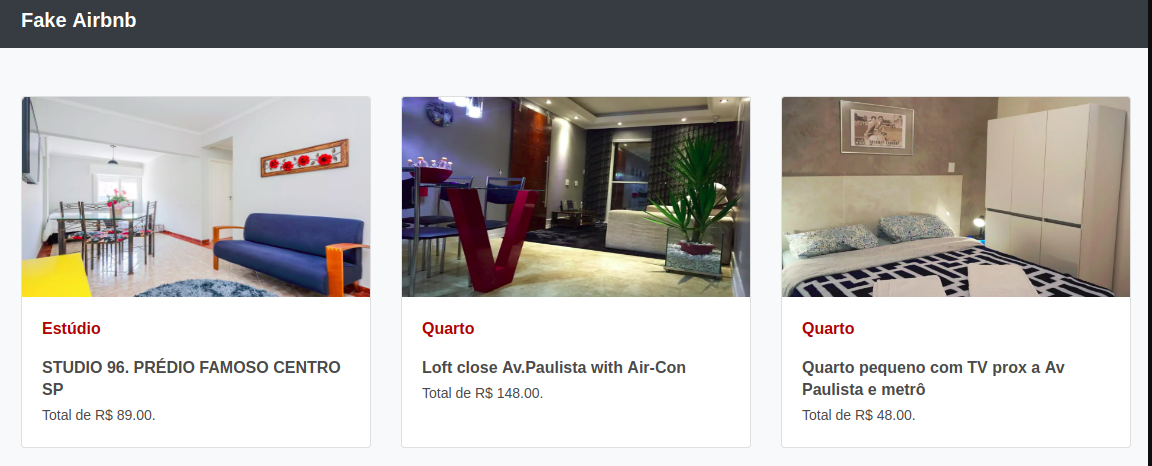 Fake Airbnb
Estúdio
STUDIO 96. PRÉDIO FAMOSO CENTRO
SP
Total de R$ 89.00.
Quarto
Loft close Av.Paulista with Air-Con
Total de R$ 148.00.
Quarto
Quarto pequeno com TV prox a Av
Paulista e metrô
Total de R$ 48.00.